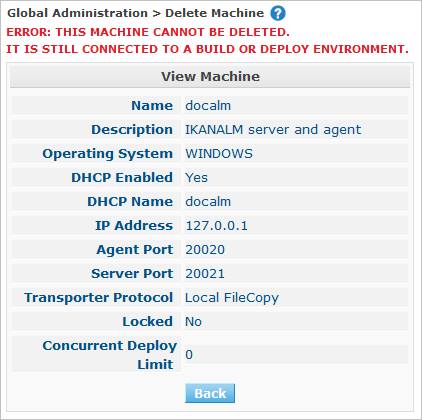 Global Administration > Delete Machine ?
ERROR: THIS MACHINE CANNOT BE DELETED.
IT IS STILL CONNECTED TO A BUILD OR DEPLOY ENVIRONMENT.
View Machine
Name docalm
Description IKANALM server and agent
Operating System WINDOWS
DHCP Enabled Yes
DHCP Name docalm
IP Address 127.0.0.1
Agent Port 20020
Server Port 20021
Transporter Protocol Local FileCopy
Locked No
Concurrent Deploy
Limit 0
Back